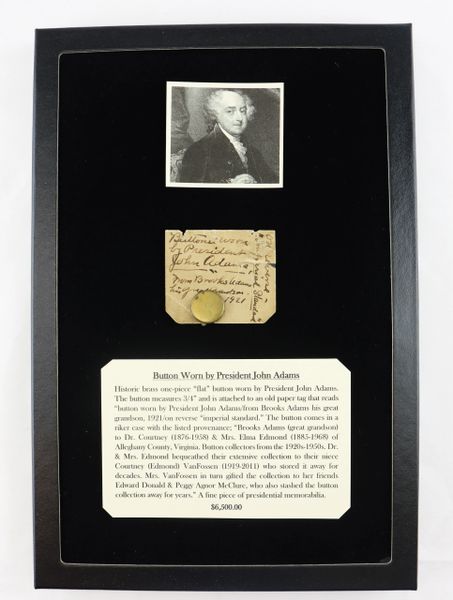 Button worn
by President
John Adams
From Brooks Adams
his great grandson.
1921
on reverse
"imperial Standard"
Button Worn by President John Adams
Historic brass one-piece "flat" button worn by President John Adams.
The button measures 3/4" and is attached to an old paper tag that reads
"button worn by President John Adams/from Brooks Adams his great
grandson, 1921/on reverse "imperial standard." The button comes in a
riker case with the listed provenance; "Brooks Adams (great grandson)
to Dr. Courtney (1876-1958) & Mrs. Elma Edmond (1885-1968) of
Alleghany County, Virginia. Button collectors from the 1920s-1950s. Dr.
& Mrs. Edmond bequeathed their extensive collection to their niece
Courtney (Edmond) VanFossen (1919-2011) who stored it away for
decades. Mrs. VanFossen in turn gifted the collection to her friends
Edward Donald & Peggy Agnor McClure, who also stashed the button
collection away for years." A fine piece of presidential memorabilia.
$6,500.00